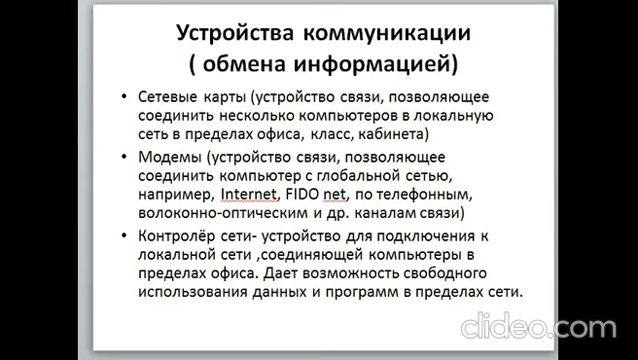 Устройства коммуникации
( обмена информацией)
• Сетевые карты (устройство связи, позволяющее
соединить несколько компьютеров в локальную
сеть в пределах офиса, класс, кабинета)
• Модемы (устройство связи, позволяющее
соединить компьютер с глобальной сетью,
например, Internet, FIDO net, по телефонным,
волоконно-оптическим и др. каналам связи)
• Контролёр сети- устройство для подключения к
локальной сети ,соединяющей компьютеры в
пределах офиса. Дает возможность свободного
использования данных и программ в пределах сети.
clideo.com